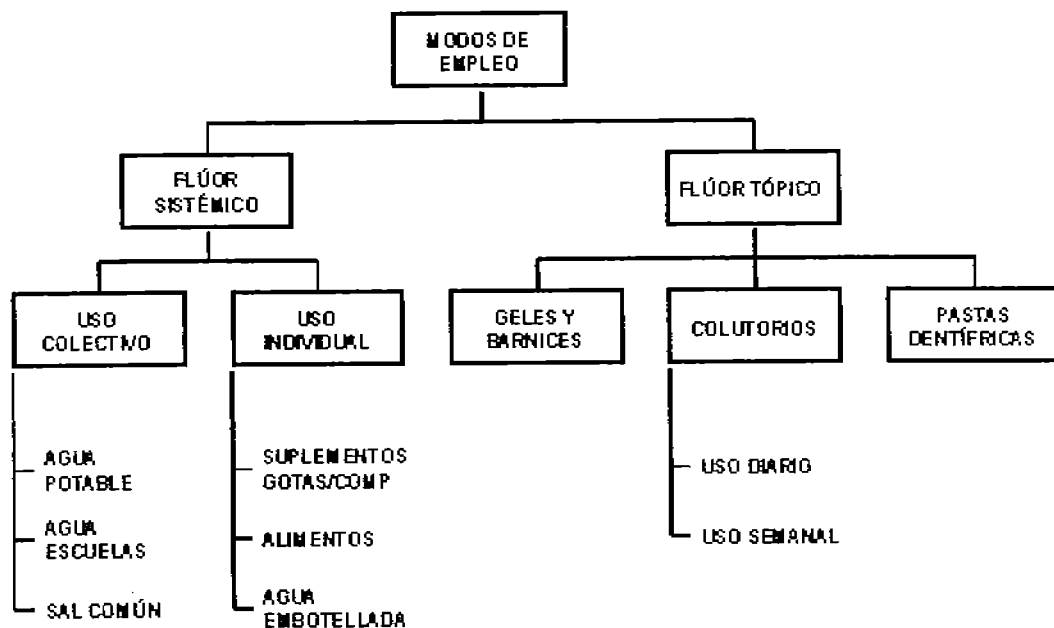 MODOS DE
EMPLEO
FLÚOR
SISTÉMICO
FLÚOR TÓPICO
USO
COLECTIVO
USO
INDIVIDUAL
GELES Y
BARNICES
COLUTORIOS
PASTAS
DENTÍFRICAS
AGUA
POTABLE
AGUA
ESCUELAS
SAL COMÚN
SUPLEMENTOS
GOTAS/COMP
ALIMENTOS
AGUA
EMBOTELLADA
USO DIARIO
USO SEMANAL